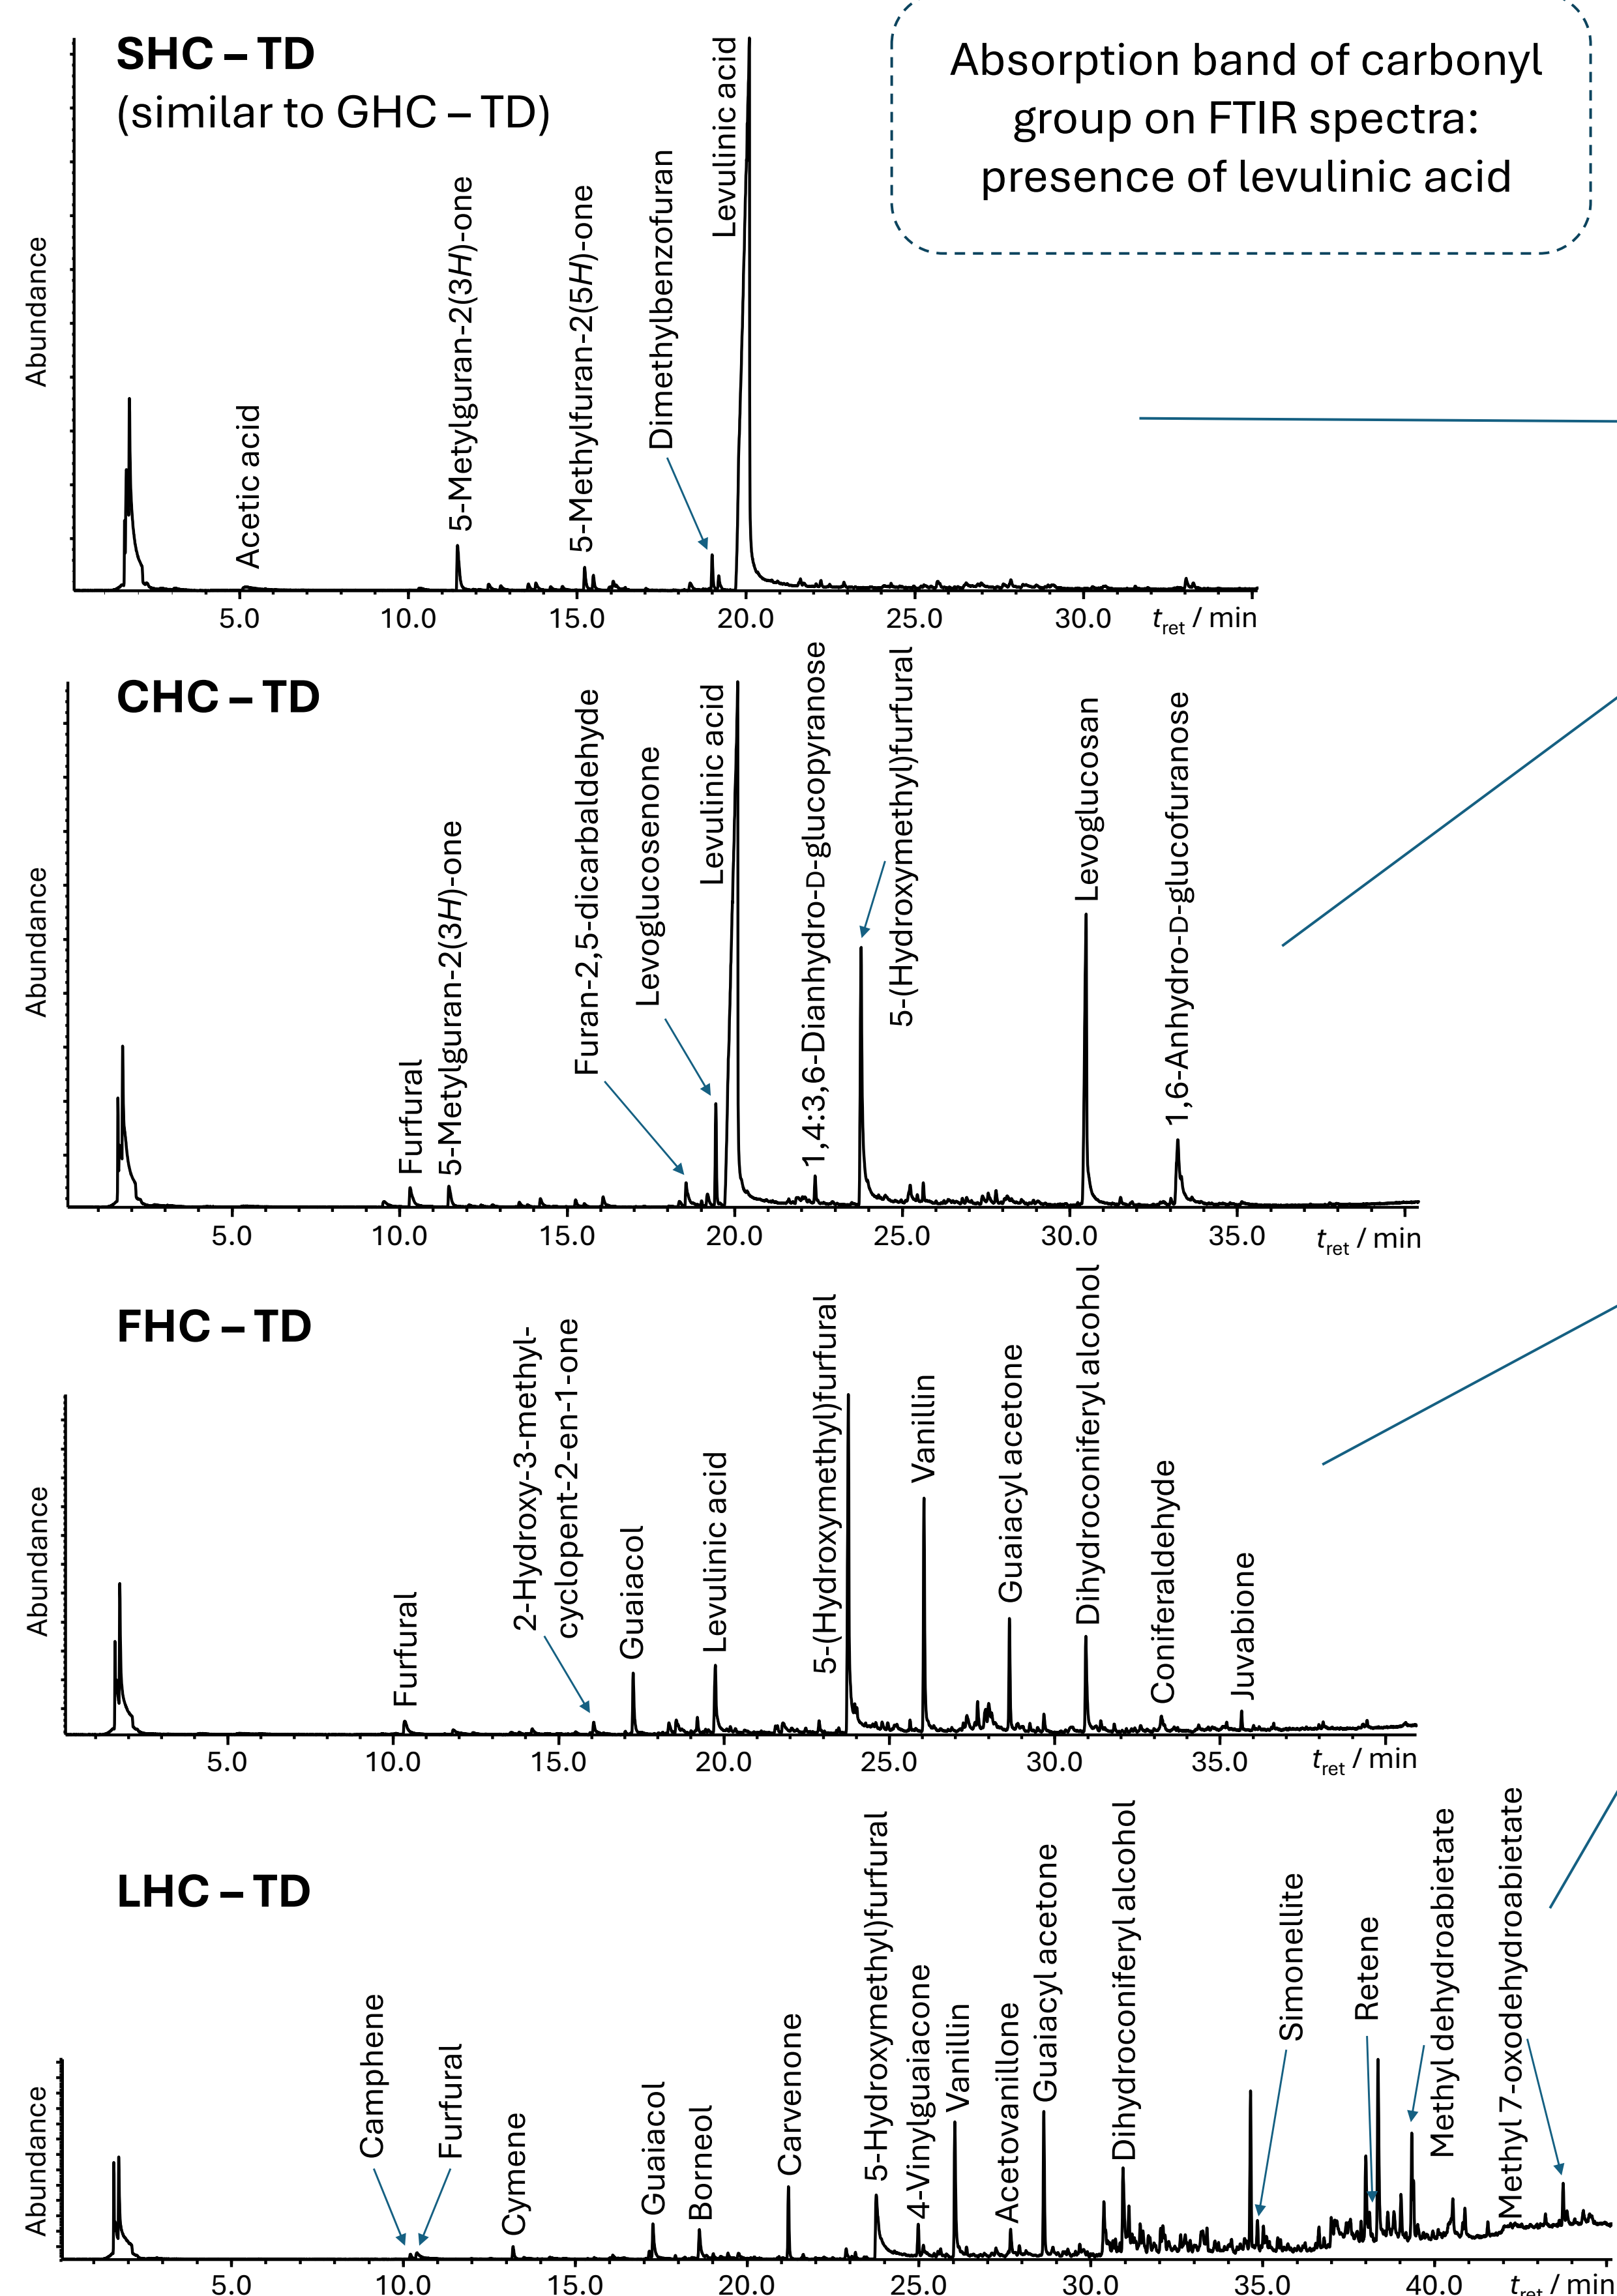 SHC – TD
(similar to GHC – TD)
Absorption band of carbonyl
group on FTIR spectra:
presence of levulinic acid
Abundance
Acetic acid
5-Metylguran-2(3H)-one
5-Methylfuran-2(5H)-one
Dimethylbenzofuran
Levulinic acid
5.0 10.0 15.0 20.0 25.0 30.0 tret / min
CHC – TD
Abundance
Furfural
5-Metylguran-2(3H)-one
Furan-2,5-dicarbaldehyde
Levoglucosenone
Levulinic acid
1,4:3,6-Dianhydro-D-glucopyranose
5-(Hydroxymethyl)furfural
Levoglucosan
1,6-Anhydro-D-glucofuranose
5.0 10.0 15.0 20.0 25.0 30.0 35.0 tret / min
FHC – TD
Abundance
Furfural
2-Hydroxy-3-methyl-
cyclopent-2-en-1-one
Guaiacol
Levulinic acid
5-(Hydroxymethyl)furfural
Vanillin
Guaiacyl acetone
Dihydroconiferyl alcohol
Coniferaldehyde
Juvabione
5.0 10.0 15.0 20.0 25.0 30.0 35.0 tret / min
LHC – TD
Abundance
Camphene
Furfural
Cymene
Guaiacol
Borneol
Carvenone
5-Hydroxymethyl)furfural
4-Vinylguaiacone
Vanillin
Acetovanillone
Guaiacyl acetone
Dihydroconiferyl alcohol
Simonellite
Retene
Methyl dehydroabietate
Methyl 7-oxodehydroabietate
5.0 10.0 15.0 20.0 25.0 30.0 35.0 40.0 tret / min